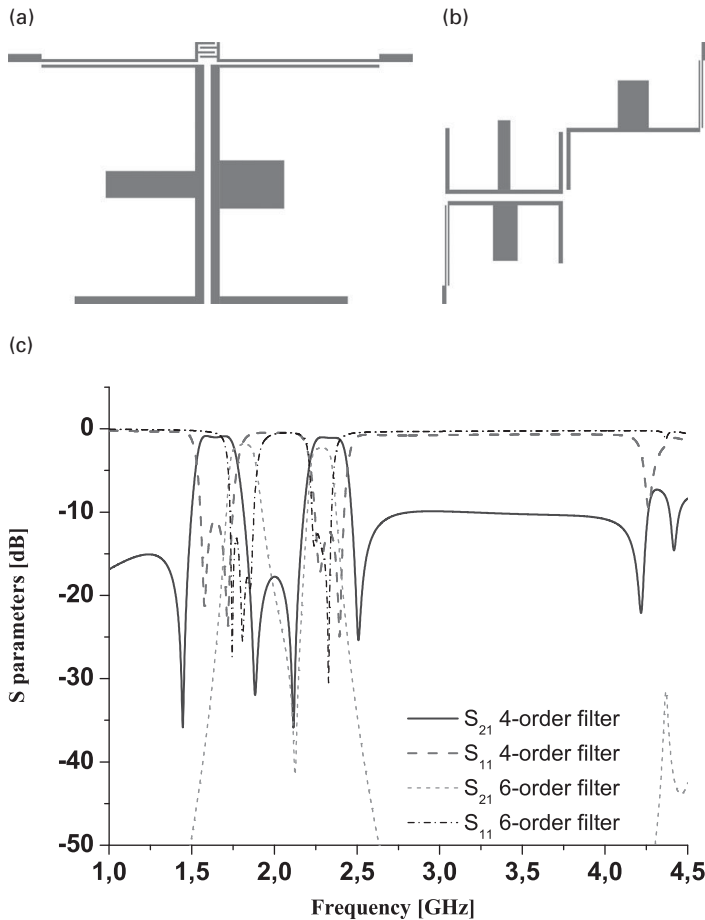 (a)
(b)
(c)
S parameters [dB]
0
-10
-20
-30
-40
-50
S21 4-order filter
S11 4-order filter
S21 6-order filter
S11 6-order filter
1,0
1,5
2,0
2,5
3,0
3,5
4,0
4,5
Frequency [GHz]